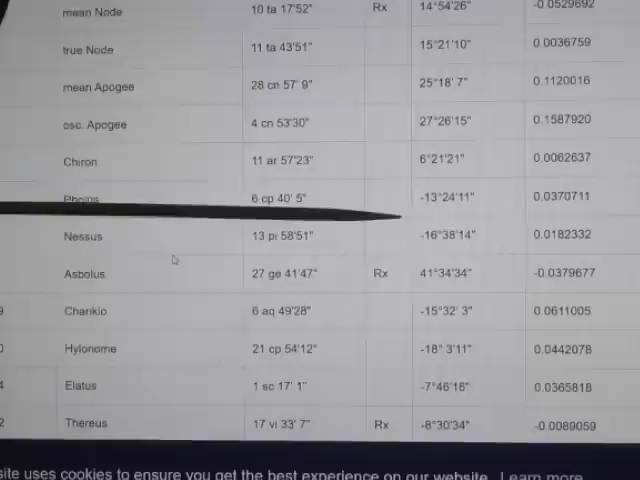 mean Node 10 ta 17'52" Rx 14°54'26" -0.0529692
true Node 11 ta 43'51" 15°21'10" 0.0036759
mean Apogee 28 cn 57' 9" 25°18' 7" 0.1120016
osc. Apogee 4 cn 53'30" 27°26'15" 0.1587920
Chiron 11 ar 57'23" 6°21'21" 0.0062637
Pholus 6 cp 40' 5" -13°24'11" 0.0370711
Nessus 13 pi 58'51" -16°38'14" 0.0182332
Asbolus 27 ge 41'47" Rx 41°34'34" -0.0379677
9 Chariklo 6 aq 49'28" -15°32' 3" 0.0611005
0 Hylonome 21 cp 54'12" -18° 3'11" 0.0442078
4 Elatus 1 sc 17' 1" -7°46'16" 0.0365818
2 Thereus 17 vi 33' 7" Rx -8°30'34" -0.0089059
site uses cookies to ensure you get the best experience on our website. Learn more